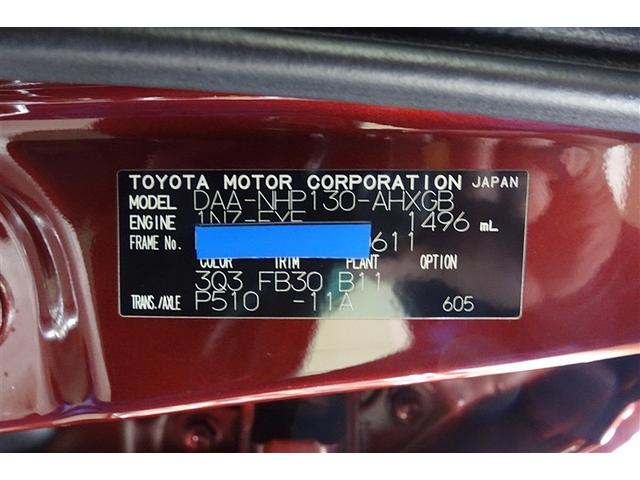 TOYOTA MOTOR CORPORATION JAPAN
MODEL DAA-NHP130-AHXGB
ENGINE 1NZ-FXE 1496 mL
FRAME No. 611
COLOR TRIM PLANT OPTION
3Q3 FB30 B11
TRANS./AXLE P510 -11A 605